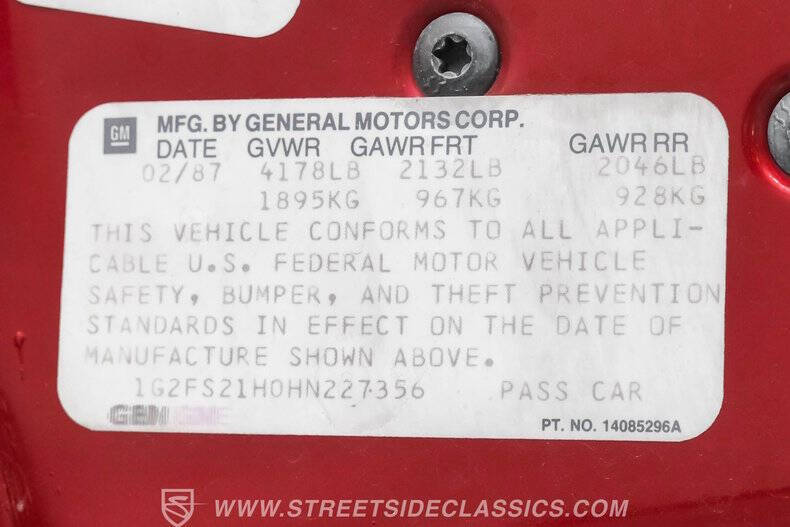 GM
MFG. BY GENERAL MOTORS CORP.
DATE GVWR GAWR FRT GAWR RR
02/87 4178LB 2132LB 2046LB
1895KG 967KG 928KG
THIS VEHICLE CONFORMS TO ALL APPLI-
CABLE U.S. FEDERAL MOTOR VEHICLE
SAFETY, BUMPER, AND THEFT PREVENTION
STANDARDS IN EFFECT ON THE DATE OF
MANUFACTURE SHOWN ABOVE.
1G2FS21H0HN227356 PASS CAR
PT. NO. 14085296A
WWW.STREETSIDECLASSICS.COM